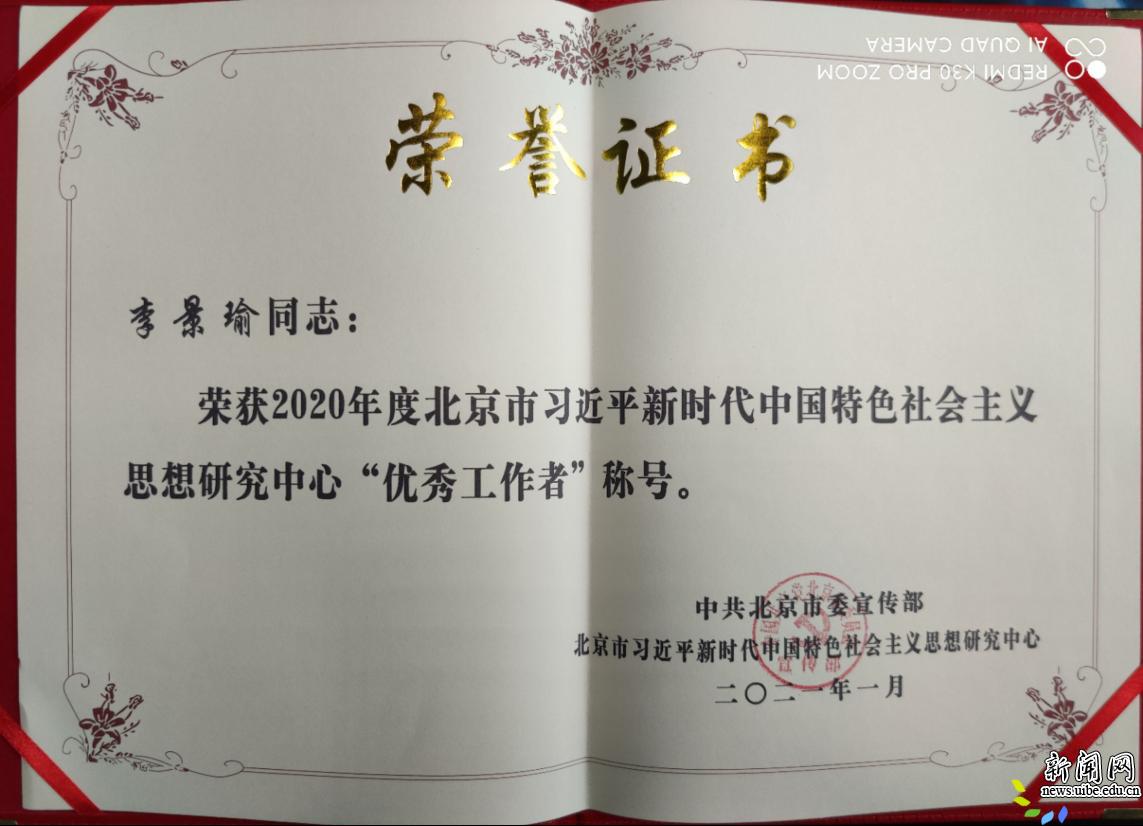 REDMI K30 PRO ZOOM
AI QUAD CAMERA
荣誉证书
李景瑜同志：
荣获2020年度北京市习近平新时代中国特色社会主义
思想研究中心“优秀工作者”称号。
中共北京市委宣传部
北京市习近平新时代中国特色社会主义思想研究中心
二〇二一年一月
宣传部
新闻网
news.uibe.edu.cn